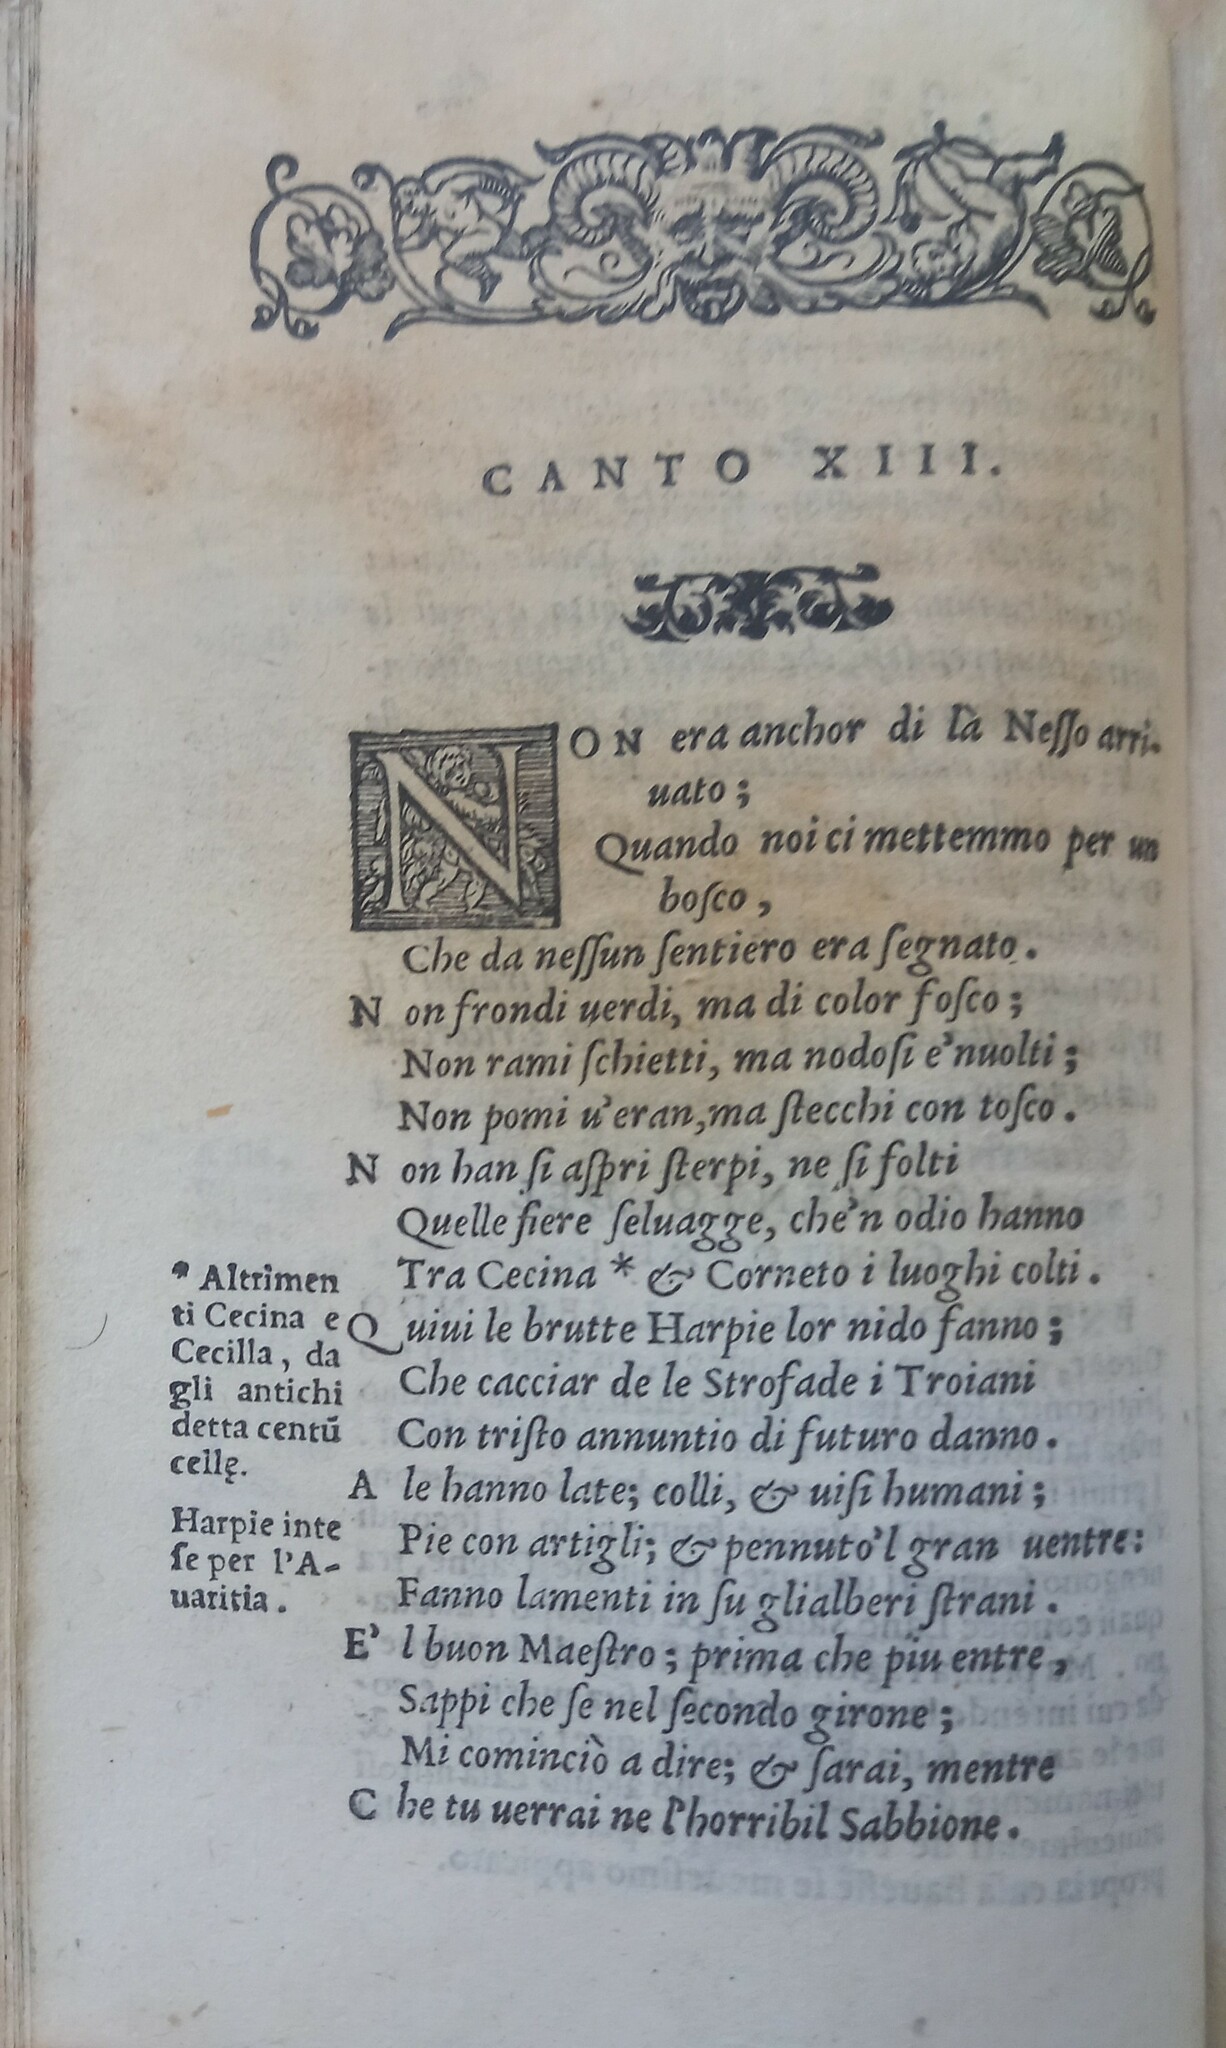 CANTO XIII.
NON era anchor di là Neſſo arri-
uato;
Quando noi ci mettemmo per un
boſco,
Che da neſſun ſentiero era ſegnato.
Non frondi uerdi, ma di color foſco;
Non rami ſchietti, ma nodoſi e'nuolti;
Non pomi u'eran, ma ſtecchi con toſco.
Non han ſi aſpri ſterpi, ne ſi folti
Quelle fiere ſeluagge, che'n odio hanno
Tra Cecina * & Corneto i luoghi colti.
Quiui le brutte Harpie lor nido fanno;
Che cacciar de le Strofade i Troiani
Con triſto annuntio di futuro danno.
Ale hanno late; colli, & uiſi humani;
Pie con artigli; & pennuto'l gran uentre:
Fanno lamenti in ſu glialberi ſtrani.
E'l buon Maeſtro; prima che piu entre,
Sappi che ſe nel ſecondo girone;
Mi cominciò a dire; & ſarai, mentre
Che tu uerrai ne l'horribil Sabbione.
* Altrimen
ti Cecina e
Cecilla, da
gli antichi
detta centũ
cellę.
Harpie inte
ſe per l'A-
uaritia.